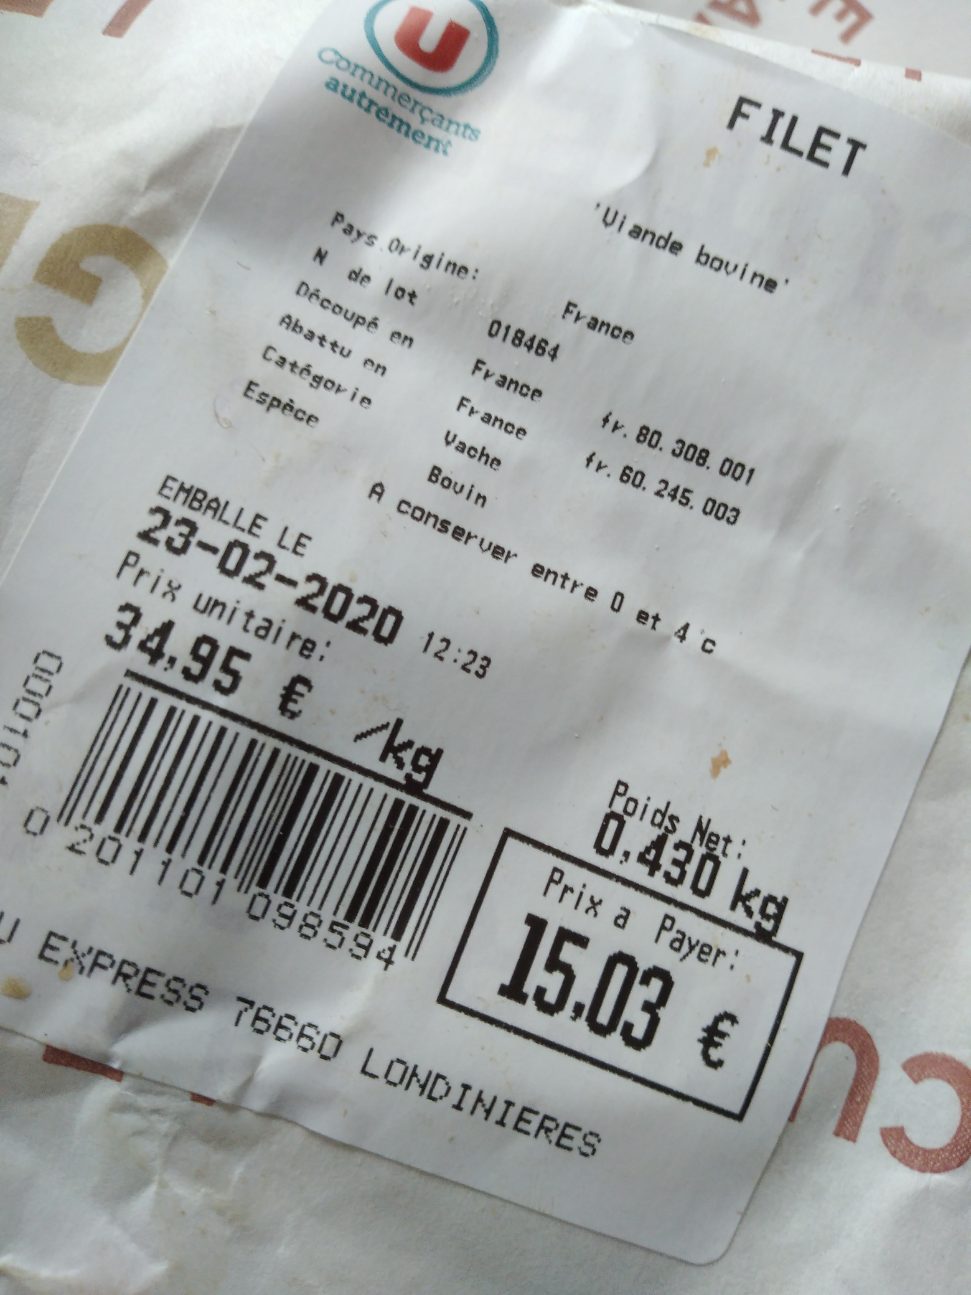 U
Commerçants
autrement
FILET
'Viande bovine'
Pays Origine: France
N de lot 018464
Découpé en France fr. 80. 308. 001
Abattu en France fr. 60. 245. 003
Catégorie Vache
Espèce Bovin
A conserver entre 0 et 4 c
EMBALLE LE
23-02-2020 12:23
Prix unitaire:
34,95 € /kg
Poids Net:
0,430 kg
Prix a Payer:
15,03 €
0 201101 098594
U EXPRESS 76660 LONDINIERES